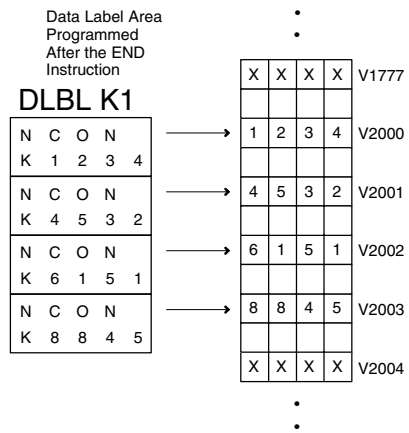 Data Label Area
Programmed
After the END
Instruction
DLBL K1
N C O N
K 1 2 3 4
N C O N
K 4 5 3 2
N C O N
K 6 1 5 1
N C O N
K 8 8 4 5
X X X X V1777
1 2 3 4 V2000
4 5 3 2 V2001
6 1 5 1 V2002
8 8 4 5 V2003
X X X X V2004